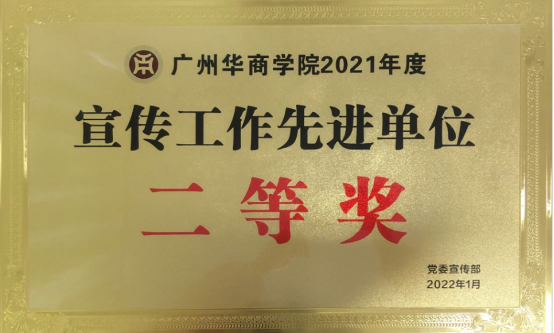 广州华商学院2021年度
宣传工作先进单位
二等奖
党委宣传部
2022年1月